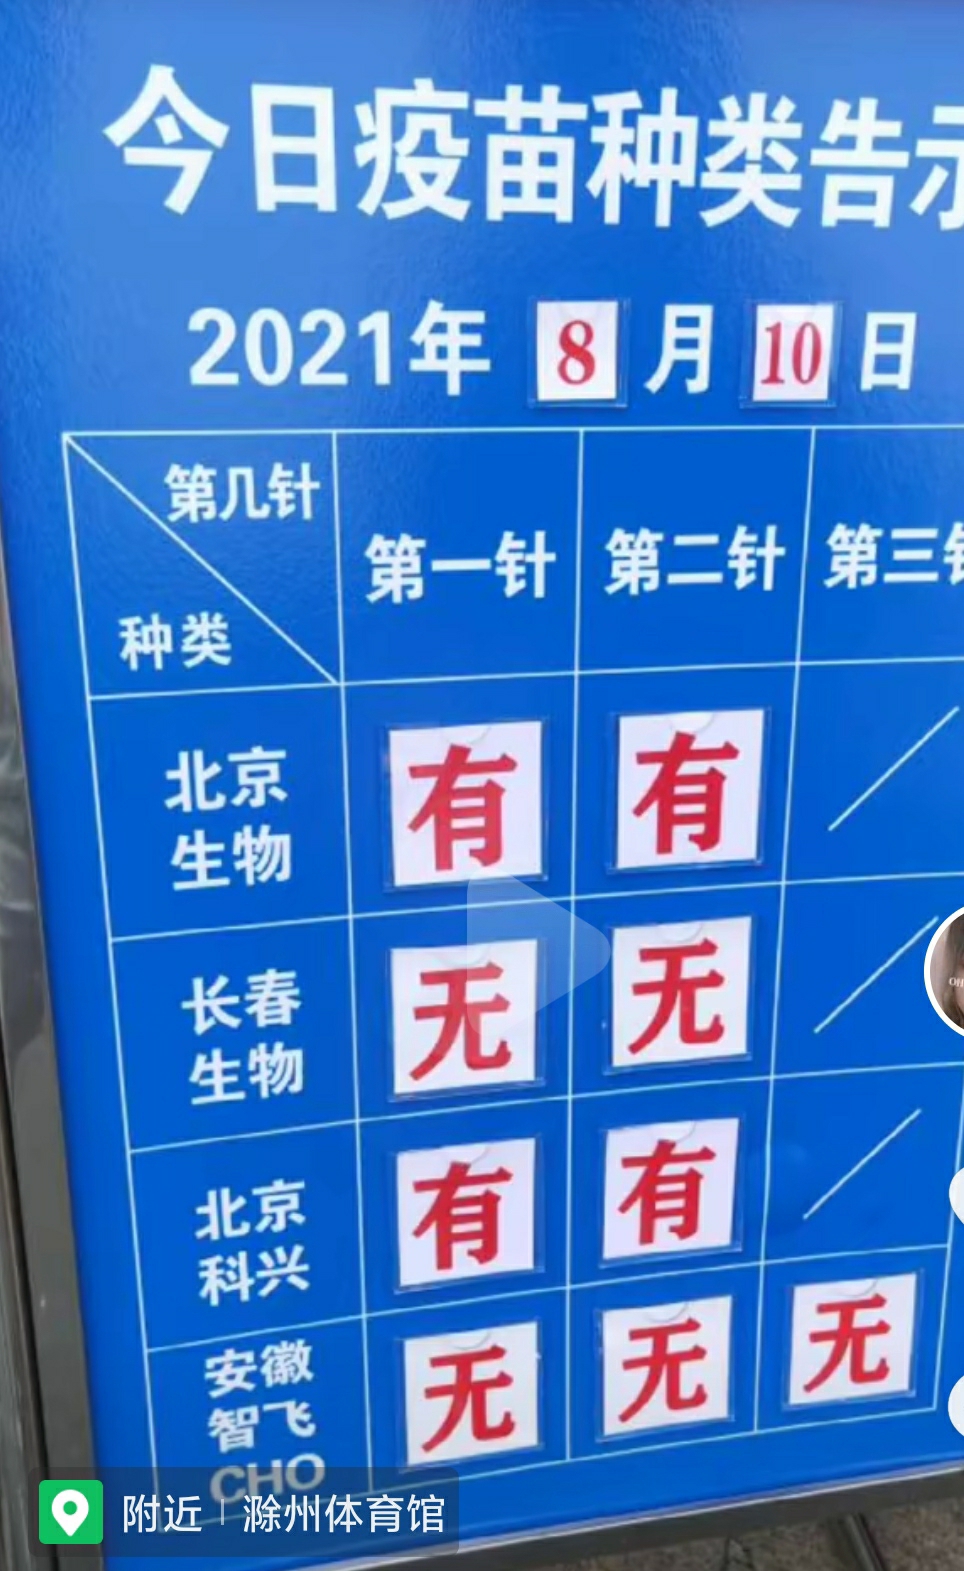 今日疫苗种类告示
2021年 8 月 10 日
第几针
种类
第一针
第二针
第三针
北京
生物
有
有
长春
生物
无
无
北京
科兴
有
有
安徽
智飞
CHO
无
无
无
附近 | 滁州体育馆